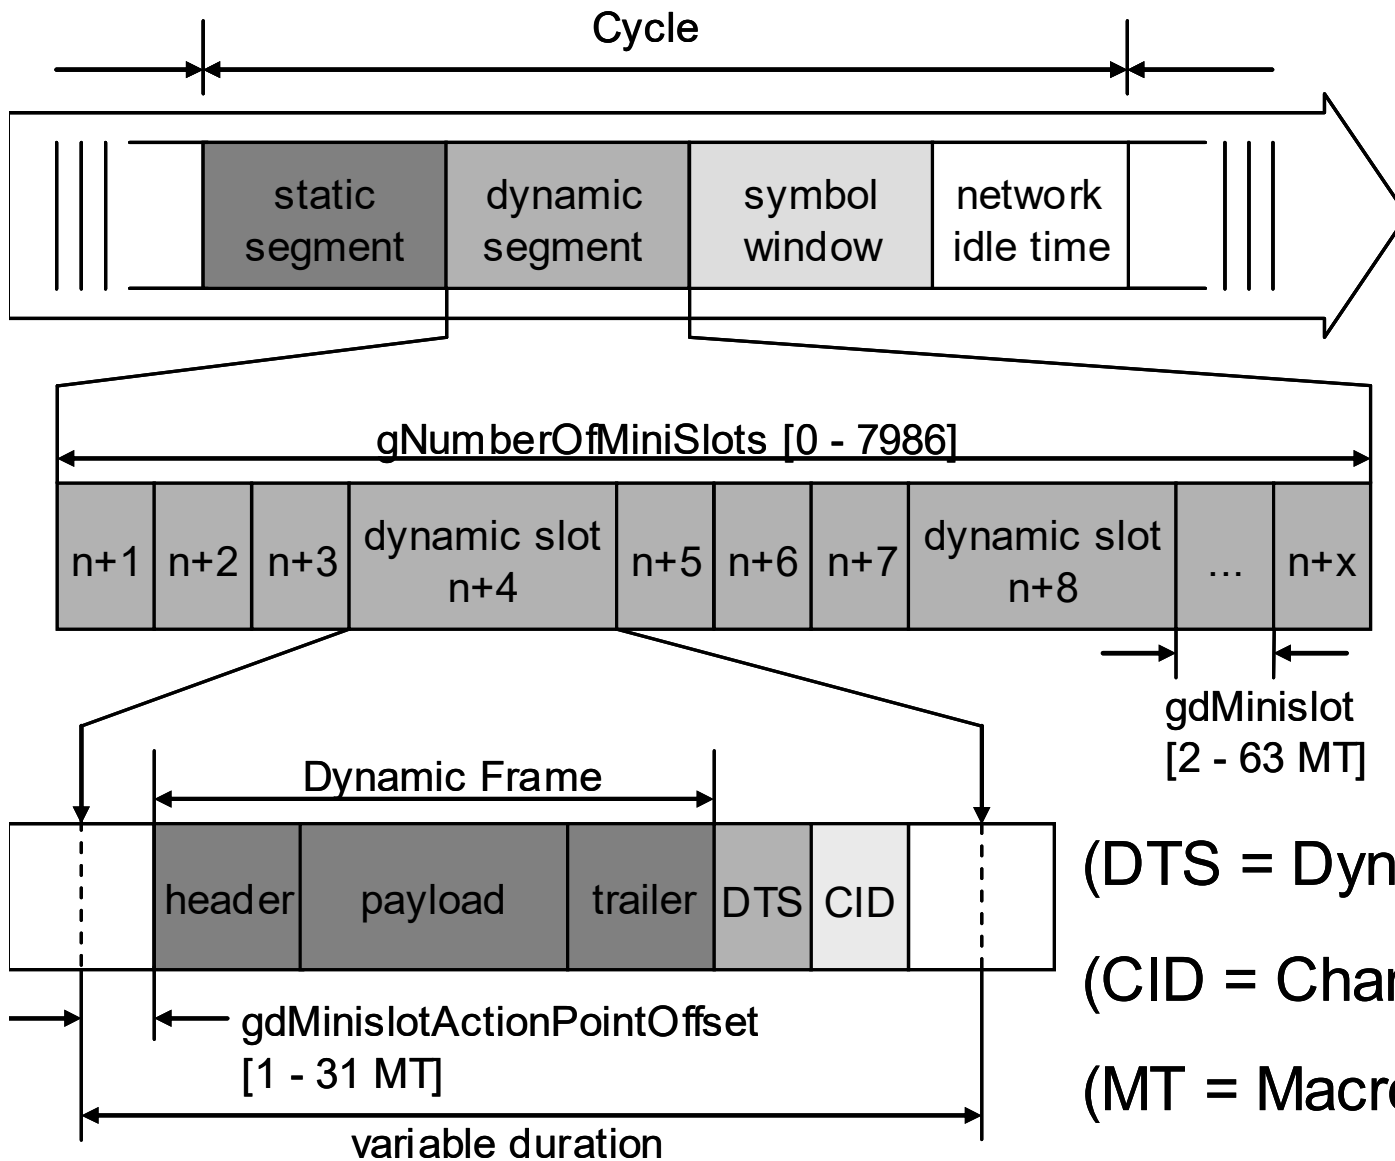 Cycle
static
segment
dynamic
segment
symbol
window
network
idle time
gNumberOfMiniSlots [0 - 7986]
n+1
n+2
n+3
dynamic slot
n+4
n+5
n+6
n+7
dynamic slot
n+8
...
n+x
gdMinislot
[2 - 63 MT]
Dynamic Frame
header
payload
trailer
DTS
CID
(DTS = Dyn
(CID = Char
(MT = Macro
gdMinislotActionPointOffset
[1 - 31 MT]
variable duration